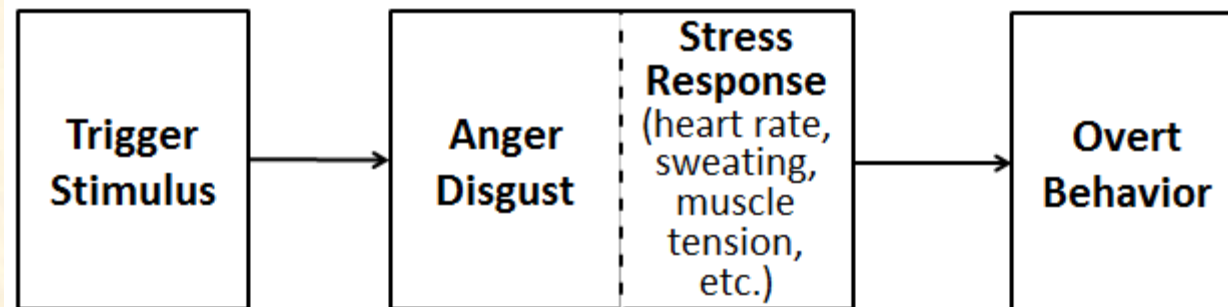 Trigger
Stimulus
Anger
Disgust
Stress
Response
(heart rate,
sweating,
muscle
tension,
etc.)
Overt
Behavior